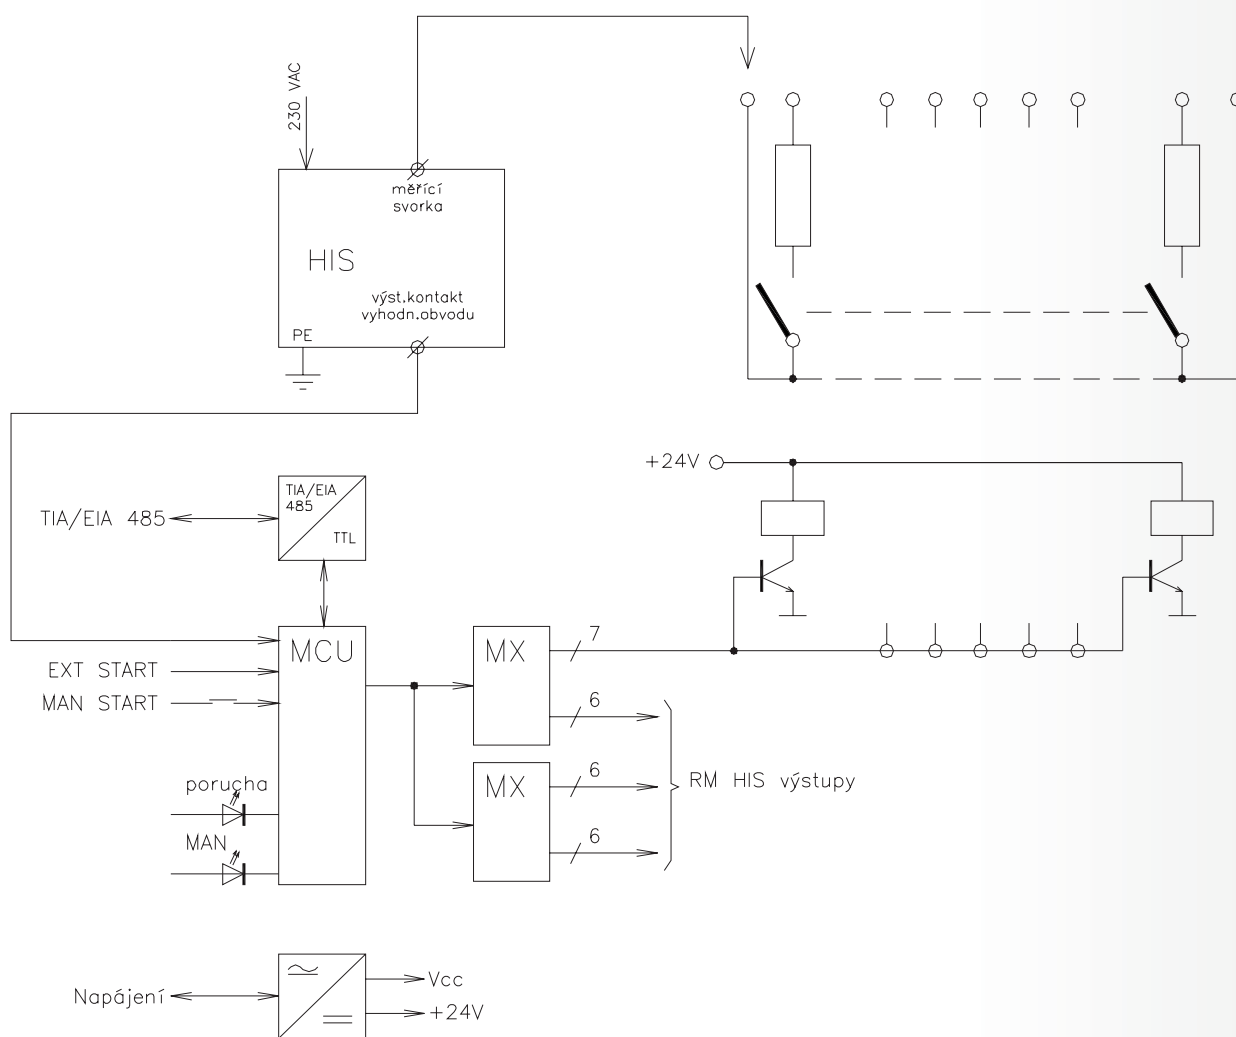 230 VAC
měřící
svorka
HIS
výst.kontakt
vyhodn.obvodu
PE
+24V
TIA/EIA
485
TTL
TIA/EIA 485
MCU
MX
7
EXT START
MAN START
6
porucha
MX
6
RM HIS výstupy
MAN
6
Napájení
Vcc
+24V